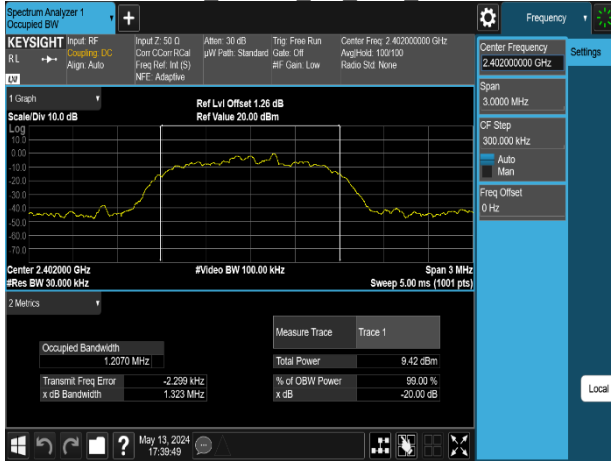 Spectrum Analyzer 1
Occupied BW
Frequency
KEYSIGHT
RL
Input: RF
Coupling: DC
Align: Auto
Input Z: 50 Ω
Corr CCorr RCal
Freq Ref: Int (S)
NFE: Adaptive
Atten: 30 dB
µW Path: Standard
Trig: Free Run
Gate: Off
#IF Gain: Low
Center Freq: 2.402000000 GHz
Avg|Hold: 100/100
Radio Std: None
Center Frequency
2.402000000 GHz
Settings
Span
3.0000 MHz
CF Step
300.000 kHz
Auto
Man
Freq Offset
0 Hz
Local
1 Graph
Scale/Div 10.0 dB
Ref Lvl Offset 1.26 dB
Ref Value 20.00 dBm
Log
10.0
0.00
-10.0
-20.0
-30.0
-40.0
-50.0
-60.0
-70.0
Center 2.402000 GHz
#Res BW 30.000 kHz
#Video BW 100.00 kHz
Span 3 MHz
Sweep 5.00 ms (1001 pts)
2 Metrics
Measure Trace Trace 1
Occupied Bandwidth
1.2070 MHz
Total Power 9.42 dBm
Transmit Freq Error -2.299 kHz
% of OBW Power 99.00 %
x dB Bandwidth 1.323 MHz
x dB -20.00 dB
?
May 13, 2024
17:39:49